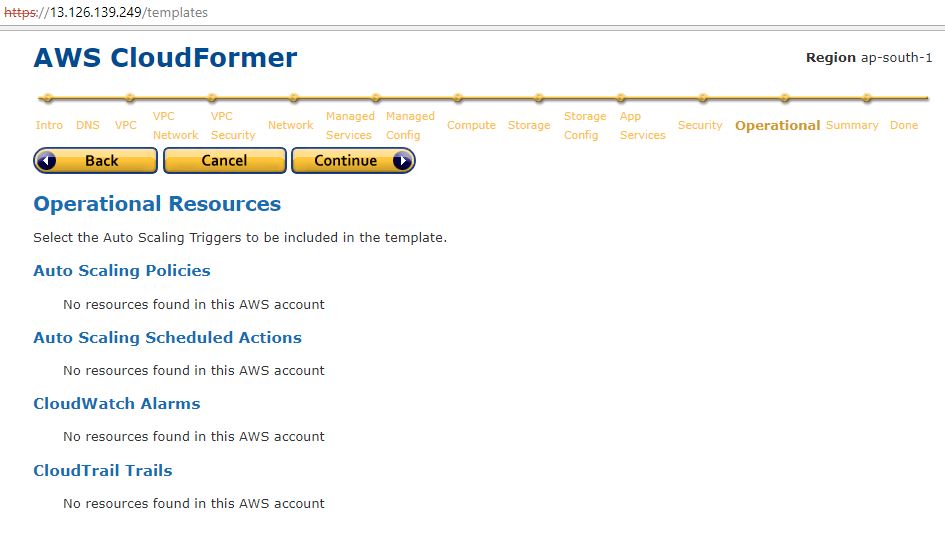 https://13.126.139.249/templates
AWS CloudFormer
Region ap-south-1
Intro DNS VPC VPC Network VPC Security Network Managed Services Managed Config Compute Storage Storage Config App Services Security Operational Summary Done
Back Cancel Continue
Operational Resources
Select the Auto Scaling Triggers to be included in the template.
Auto Scaling Policies
No resources found in this AWS account
Auto Scaling Scheduled Actions
No resources found in this AWS account
CloudWatch Alarms
No resources found in this AWS account
CloudTrail Trails
No resources found in this AWS account